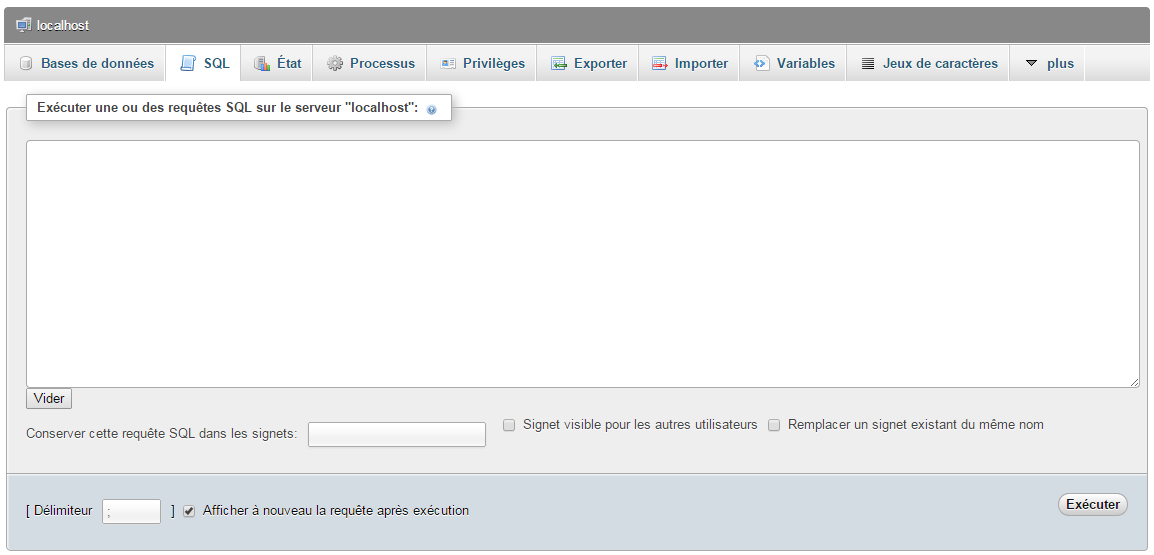 localhost
Bases de données SQL État Processus Privilèges Exporter Importer Variables Jeux de caractères plus
Exécuter une ou des requêtes SQL sur le serveur "localhost":
Vider
Conserver cette requête SQL dans les signets: Signet visible pour les autres utilisateurs Remplacer un signet existant du même nom
[ Délimiteur ; ] Afficher à nouveau la requête après exécution Exécuter